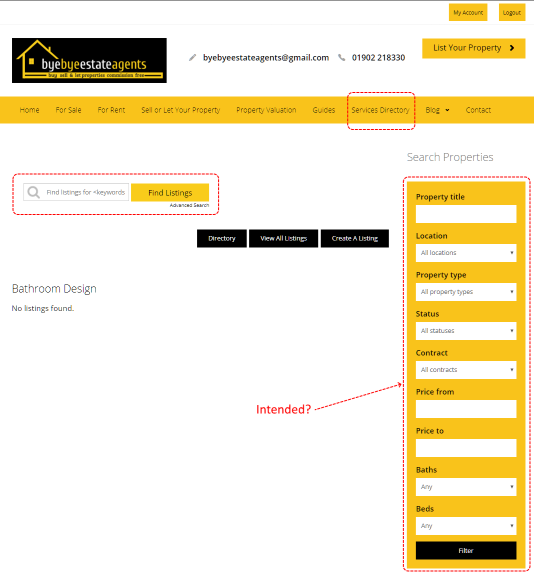 My Account
Logout
byebyeestateagents
buy sell & let properties commission free
byebyeestateagents@gmail.com
01902 218330
List Your Property
Home
For Sale
For Rent
Sell or Let Your Property
Property Valuation
Guides
Services Directory
Blog
Contact
Find listings for <keywords
Find Listings
Advanced Search
Directory
View All Listings
Create A Listing
Bathroom Design
No listings found.
Intended?
Search Properties
Property title
Location
All locations
Property type
All property types
Status
All statuses
Contract
All contracts
Price from
Price to
Baths
Any
Beds
Any
Filter